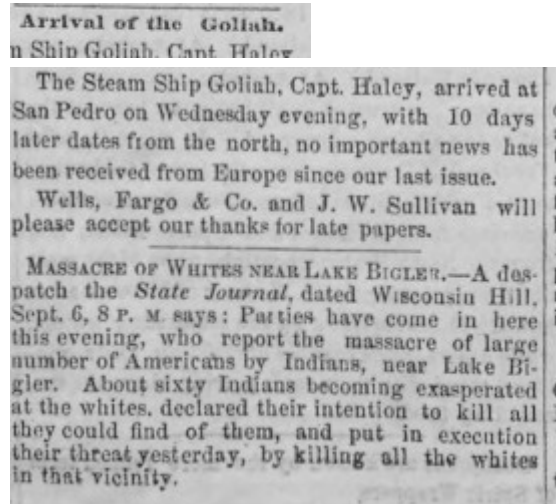 Arrival of the Goliah.
m Ship Goliah, Capt. Haley
The Steam Ship Goliah, Capt. Haley, arrived at
San Pedro on Wednesday evening, with 10 days
later dates from the north, no important news has
been received from Europe since our last issue.
Wells, Fargo & Co. and J. W. Sullivan will
please accept our thanks for late papers.
MASSACRE OF WHITES NEAR LAKE BIGLER.—A des-
patch the State Journal, dated Wisconsin Hill,
Sept. 6, 8 P. M. says: Parties have come in here
this evening, who report the massacre of large
number of Americans by Indians, near Lake Bi-
gler. About sixty Indians becoming exasperated
at the whites, declared their intention to kill all
they could find of them, and put in execution
their threat yesterday, by killing all the whites
in that vicinity.